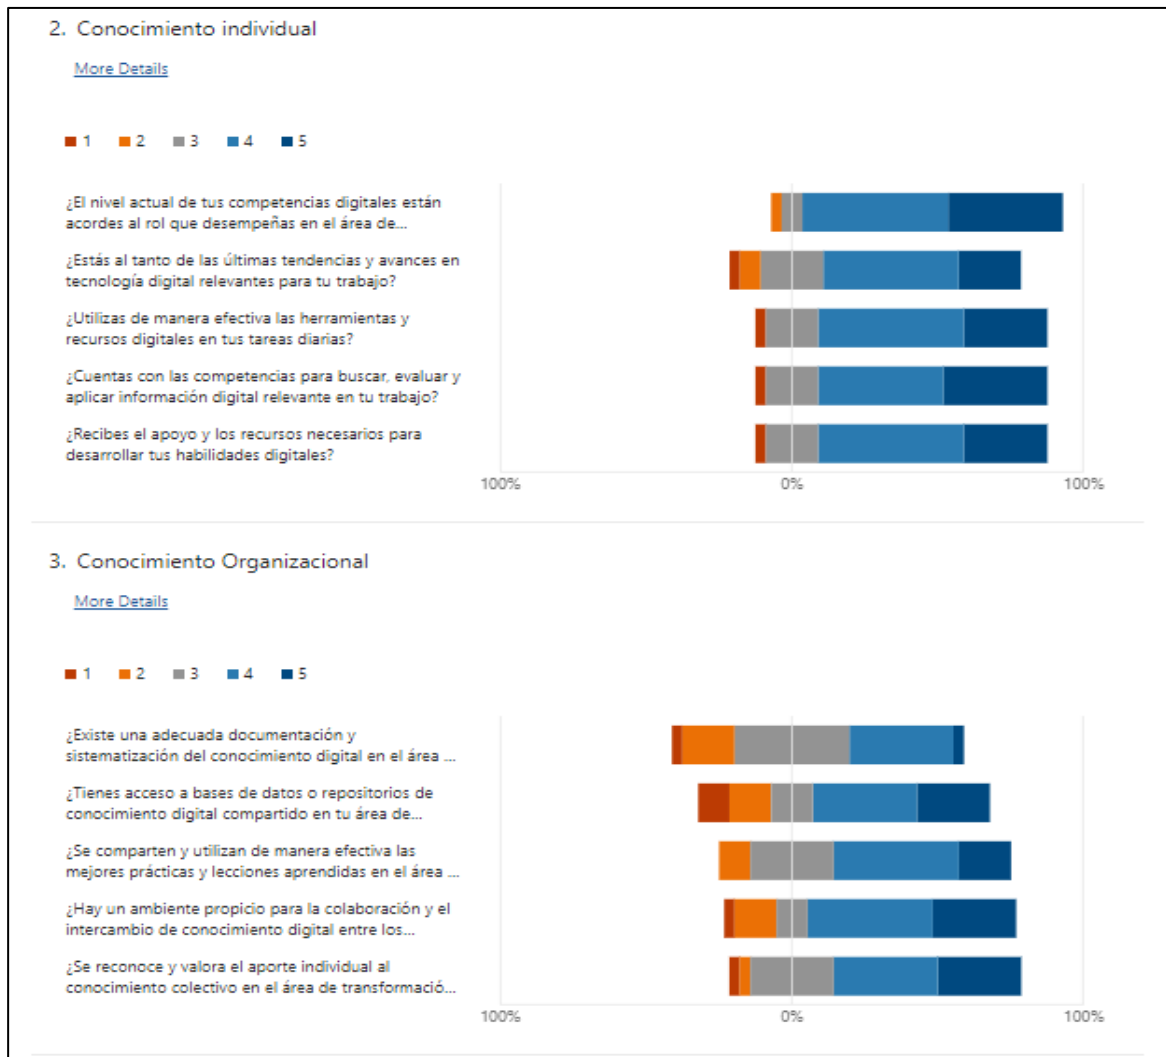 2. Conocimiento individual
More Details
1 2 3 4 5
¿El nivel actual de tus competencias digitales están
acordes al rol que desempeñas en el área de...
¿Estás al tanto de las últimas tendencias y avances en
tecnología digital relevantes para tu trabajo?
¿Utilizas de manera efectiva las herramientas y
recursos digitales en tus tareas diarias?
¿Cuentas con las competencias para buscar, evaluar y
aplicar información digital relevante en tu trabajo?
¿Recibes el apoyo y los recursos necesarios para
desarrollar tus habilidades digitales?
100% 0% 100%
3. Conocimiento Organizacional
More Details
1 2 3 4 5
¿Existe una adecuada documentación y
sistematización del conocimiento digital en el área ...
¿Tienes acceso a bases de datos o repositorios de
conocimiento digital compartido en tu área de...
¿Se comparten y utilizan de manera efectiva las
mejores prácticas y lecciones aprendidas en el área ...
¿Hay un ambiente propicio para la colaboración y el
intercambio de conocimiento digital entre los...
¿Se reconoce y valora el aporte individual al
conocimiento colectivo en el área de transformació...
100% 0% 100%